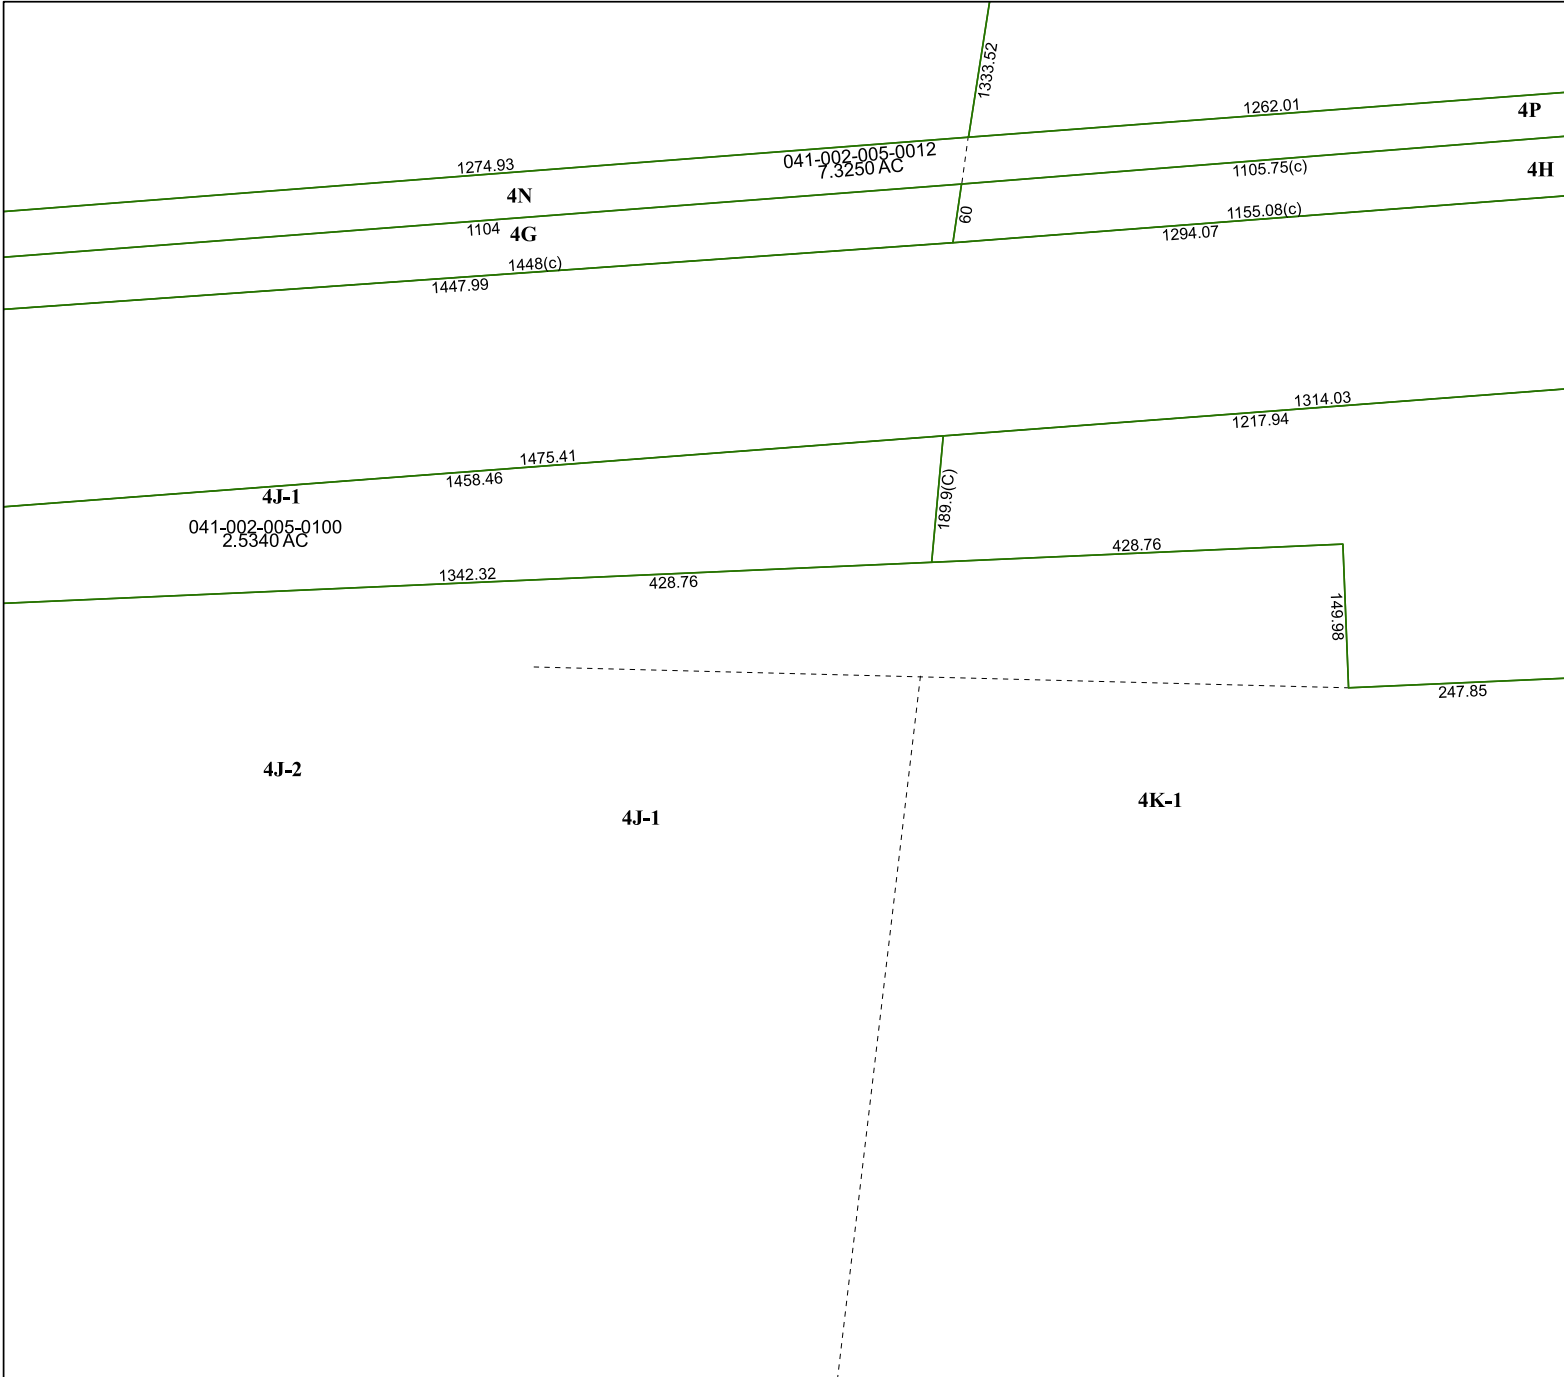 1333.52
1262.01
4P
041-002-005-0012
7.3250 AC
1274.93
1105.75(c)
4H
4N
1104
4G
60
1155.08(c)
1294.07
1448(c)
1447.99
1314.03
1217.94
1475.41
1458.46
4J-1
189.9(C)
041-002-005-0100
2.5340 AC
428.76
1342.32
428.76
149.98
247.85
4J-2
4J-1
4K-1